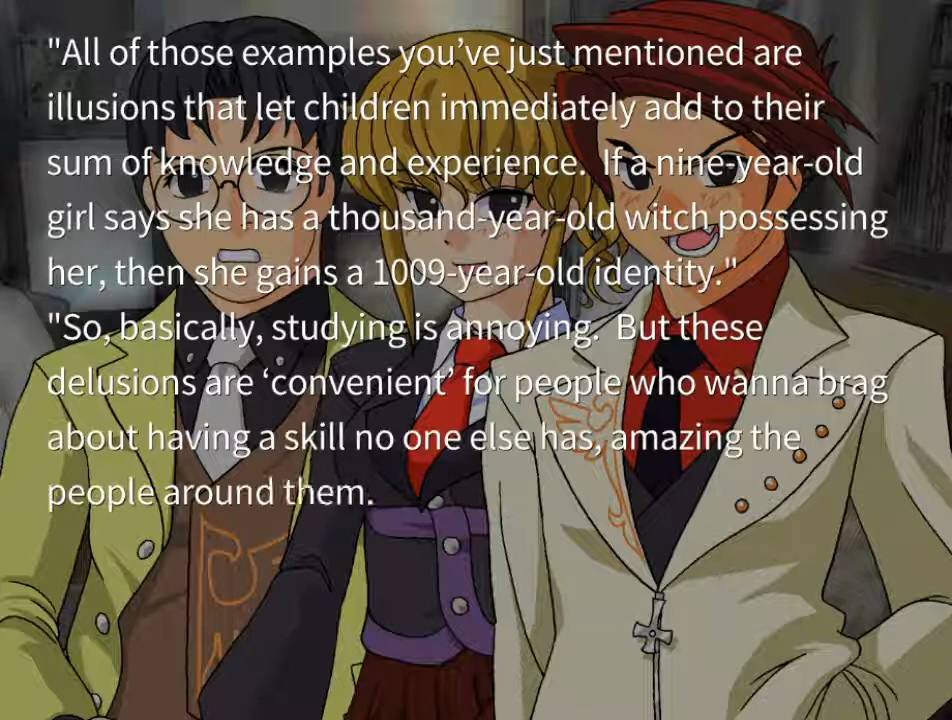 "All of those examples you’ve just mentioned are
illusions that let children immediately add to their
sum of knowledge and experience.  If a nine-year-old
girl says she has a thousand-year-old witch possessing
her, then she gains a 1009-year-old identity."
"So, basically, studying is annoying.  But these
delusions are ‘convenient’ for people who wanna brag
about having a skill no one else has, amazing the
people around them.